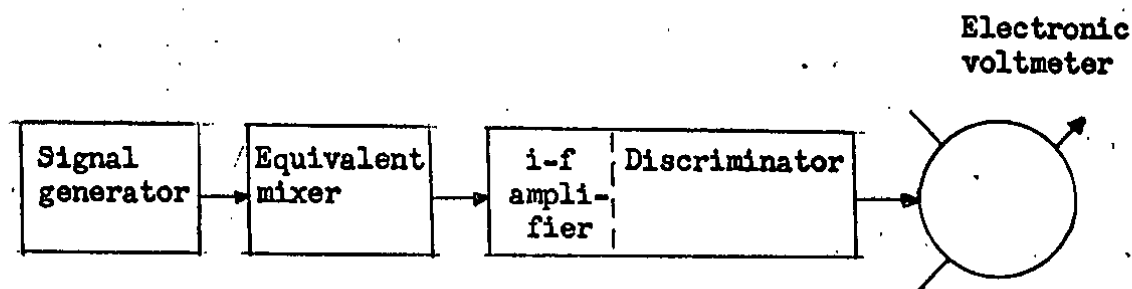 Electronic
voltmeter
Signal
generator
Equivalent
mixer
i-f
ampli-
fier
Discriminator